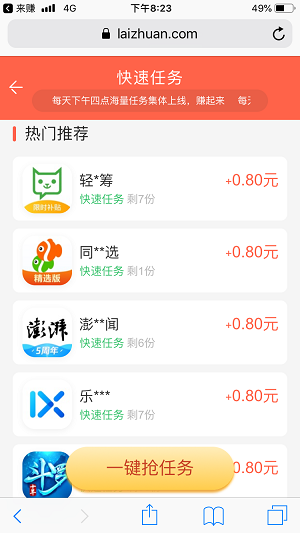 来赚 4G 下午8:23 49%
laizhuan.com
快速任务
每天下午四点海量任务集体上线，赚起来 每天
热门推荐
限时补贴
轻*筹
+0.80元
快速任务 剩7份
精选版
同**选
+0.80元
快速任务 剩1份
澎湃
5周年
澎**闻
+0.80元
快速任务 剩6份
乐***
+0.80元
快速任务 剩7份
斗罗
一键抢任务
0.80元